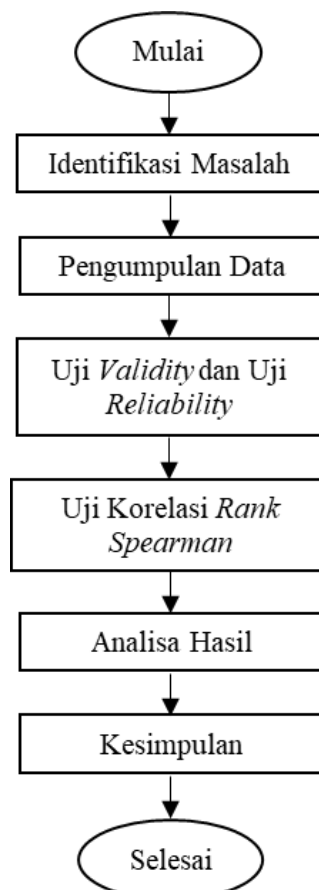 Mulai
Identifikasi Masalah
Pengumpulan Data
Uji Validity dan Uji
Reliability
Uji Korelasi Rank
Spearman
Analisa Hasil
Kesimpulan
Selesai